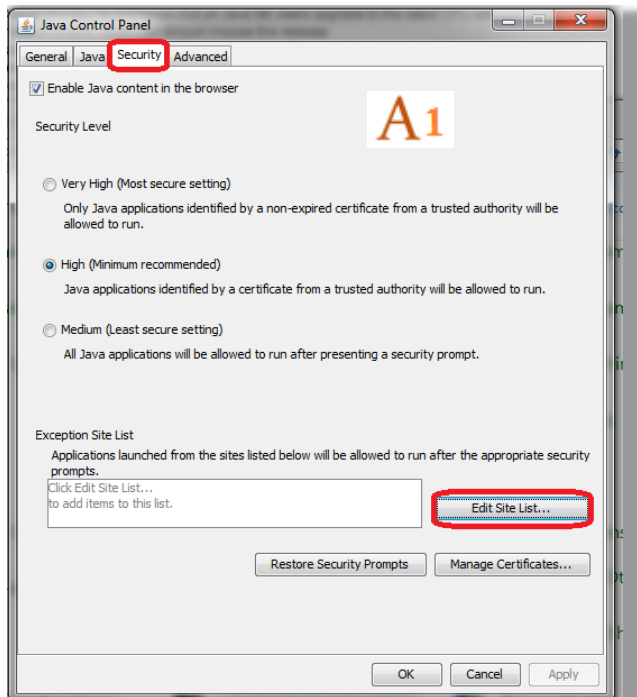 Java Control Panel
General Java Security Advanced
Enable Java content in the browser
A1
Security Level
Very High (Most secure setting)
Only Java applications identified by a non-expired certificate from a trusted authority will be
allowed to run.
High (Minimum recommended)
Java applications identified by a certificate from a trusted authority will be allowed to run.
Medium (Least secure setting)
All Java applications will be allowed to run after presenting a security prompt.
Exception Site List
Applications launched from the sites listed below will be allowed to run after the appropriate security
prompts.
Click Edit Site List...
to add items to this list.
Edit Site List...
Restore Security Prompts Manage Certificates...
OK Cancel Apply